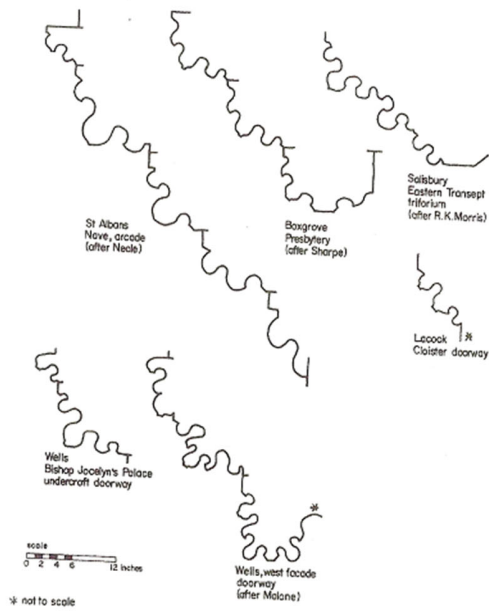 Salisbury
Eastern Transept
triforium
(after R.K.Morris)
St Albans
Nave, arcade
(after Neale)
Boxgrove
Presbytery
(after Sharpe)
Lacock *
Cloister doorway
Wells
Bishop Jocelyn's Palace
undercroft doorway
*
Wells, west facade
doorway
(after Malone)
scale
0 2 4 6 12 inches
* not to scale